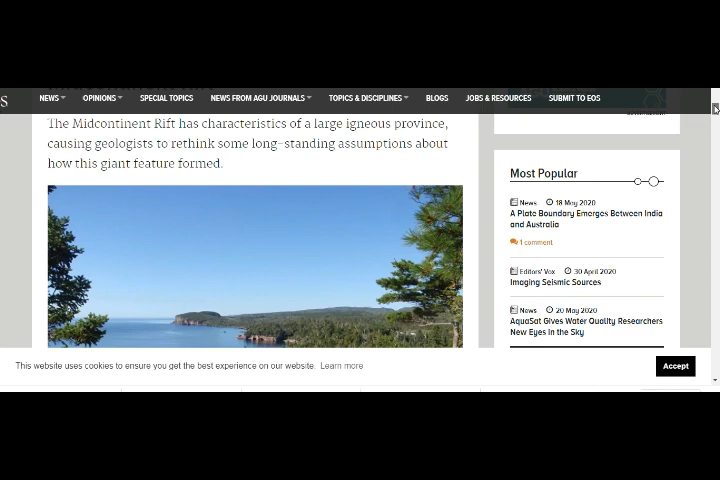 S
NEWS
OPINIONS
SPECIAL TOPICS
NEWS FROM AGU JOURNALS
TOPICS & DISCIPLINES
BLOGS
JOBS & RESOURCES
SUBMIT TO EOS
The Midcontinent Rift has characteristics of a large igneous province,
causing geologists to rethink some long-standing assumptions about
how this giant feature formed.
Most Popular
News 18 May 2020
A Plate Boundary Emerges Between India
and Australia
1 comment
Editors' Vox 30 April 2020
Imaging Seismic Sources
News 20 May 2020
AquaSat Gives Water Quality Researchers
New Eyes in the Sky
This website uses cookies to ensure you get the best experience on our website. Learn more
Accept